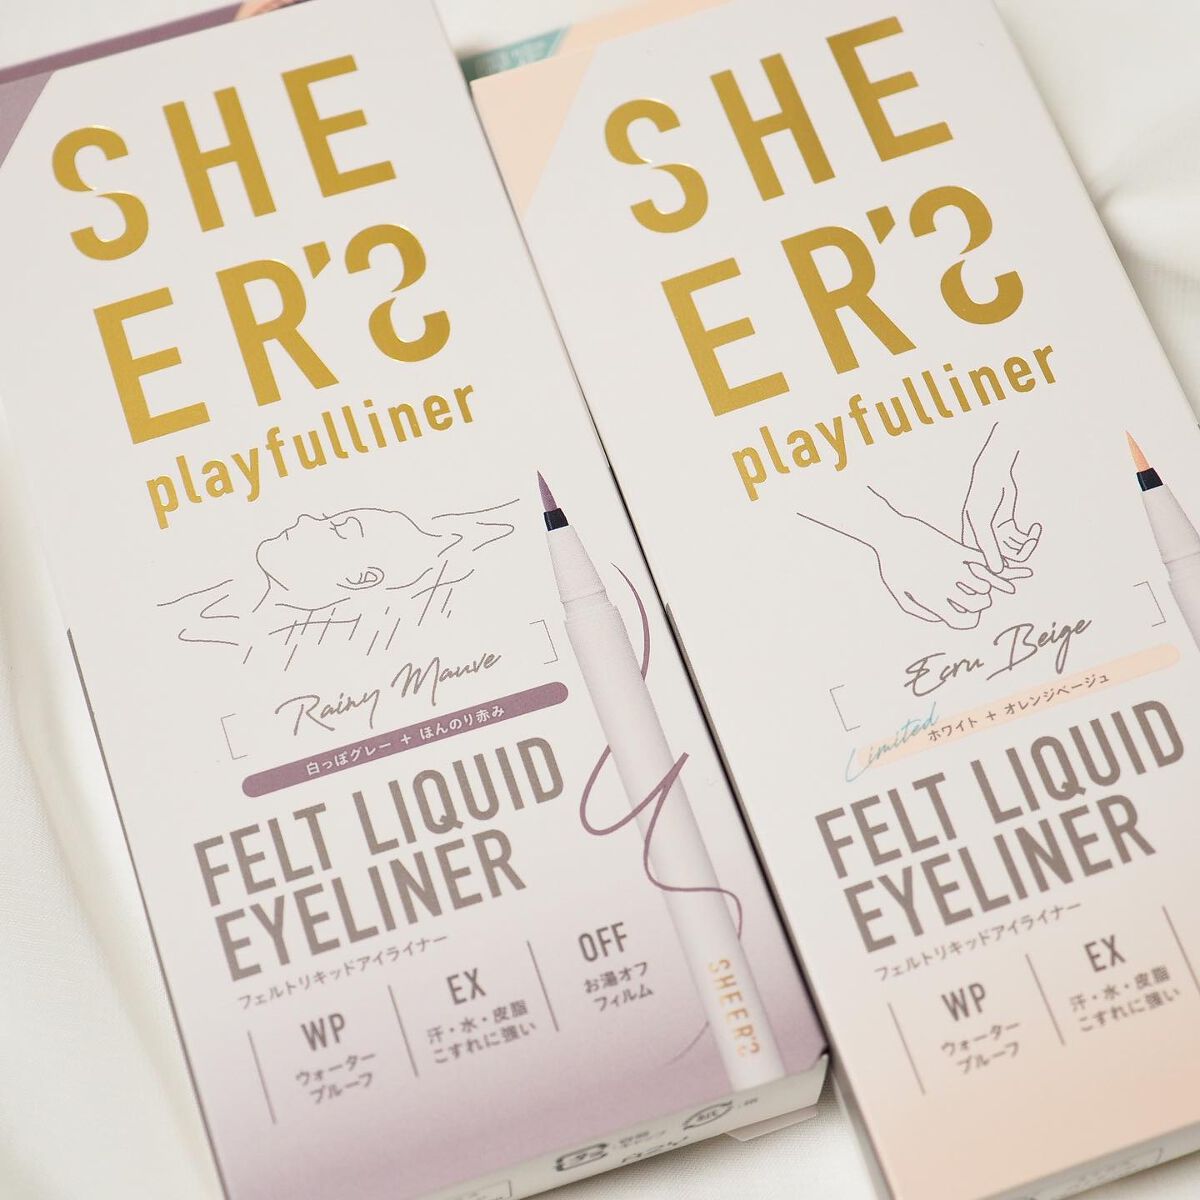 SHE
ER'S
playfulliner
Rainy Mauve
白っぽグレー + ほんのり赤み
FELT LIQUID
EYELINER
フェルトリキッドアイライナー
WP
ウォーター
プルーフ
EX
汗・水・皮脂
こすれに強い
OFF
お湯オフ
フィルム
SHEER'S
SHE
ER'S
playfulliner
Ecru Beige
Limited
ホワイト + オレンジベージュ
FELT LIQUID
EYELINER
フェルトリキッドアイライナー
WP
ウォーター
プルーフ
EX
汗・水・皮脂
こすれに強い